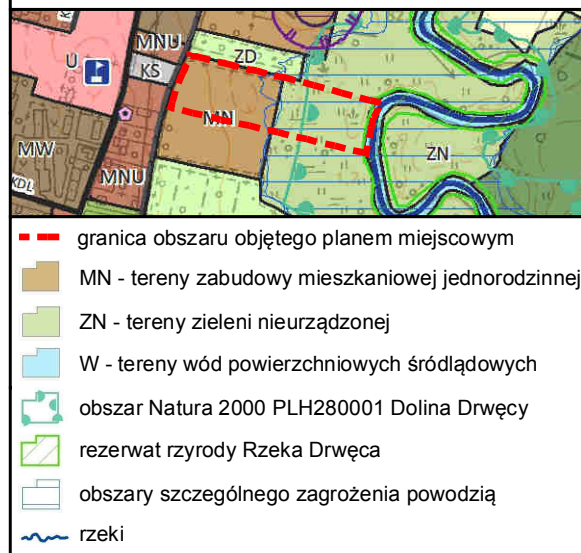 MNU
ZD
U
KS
MN
MW
MNU
ZN
KDL
granica obszaru objętego planem miejscowym
MN - tereny zabudowy mieszkaniowej jednorodzinnej
ZN - tereny zieleni nieurządzonej
W - tereny wód powierzchniowych śródlądowych
obszar Natura 2000 PLH280001 Dolina Drwęcy
rezerwat rzyrody Rzeka Drwęca
obszary szczególnego zagrożenia powodzią
rzeki